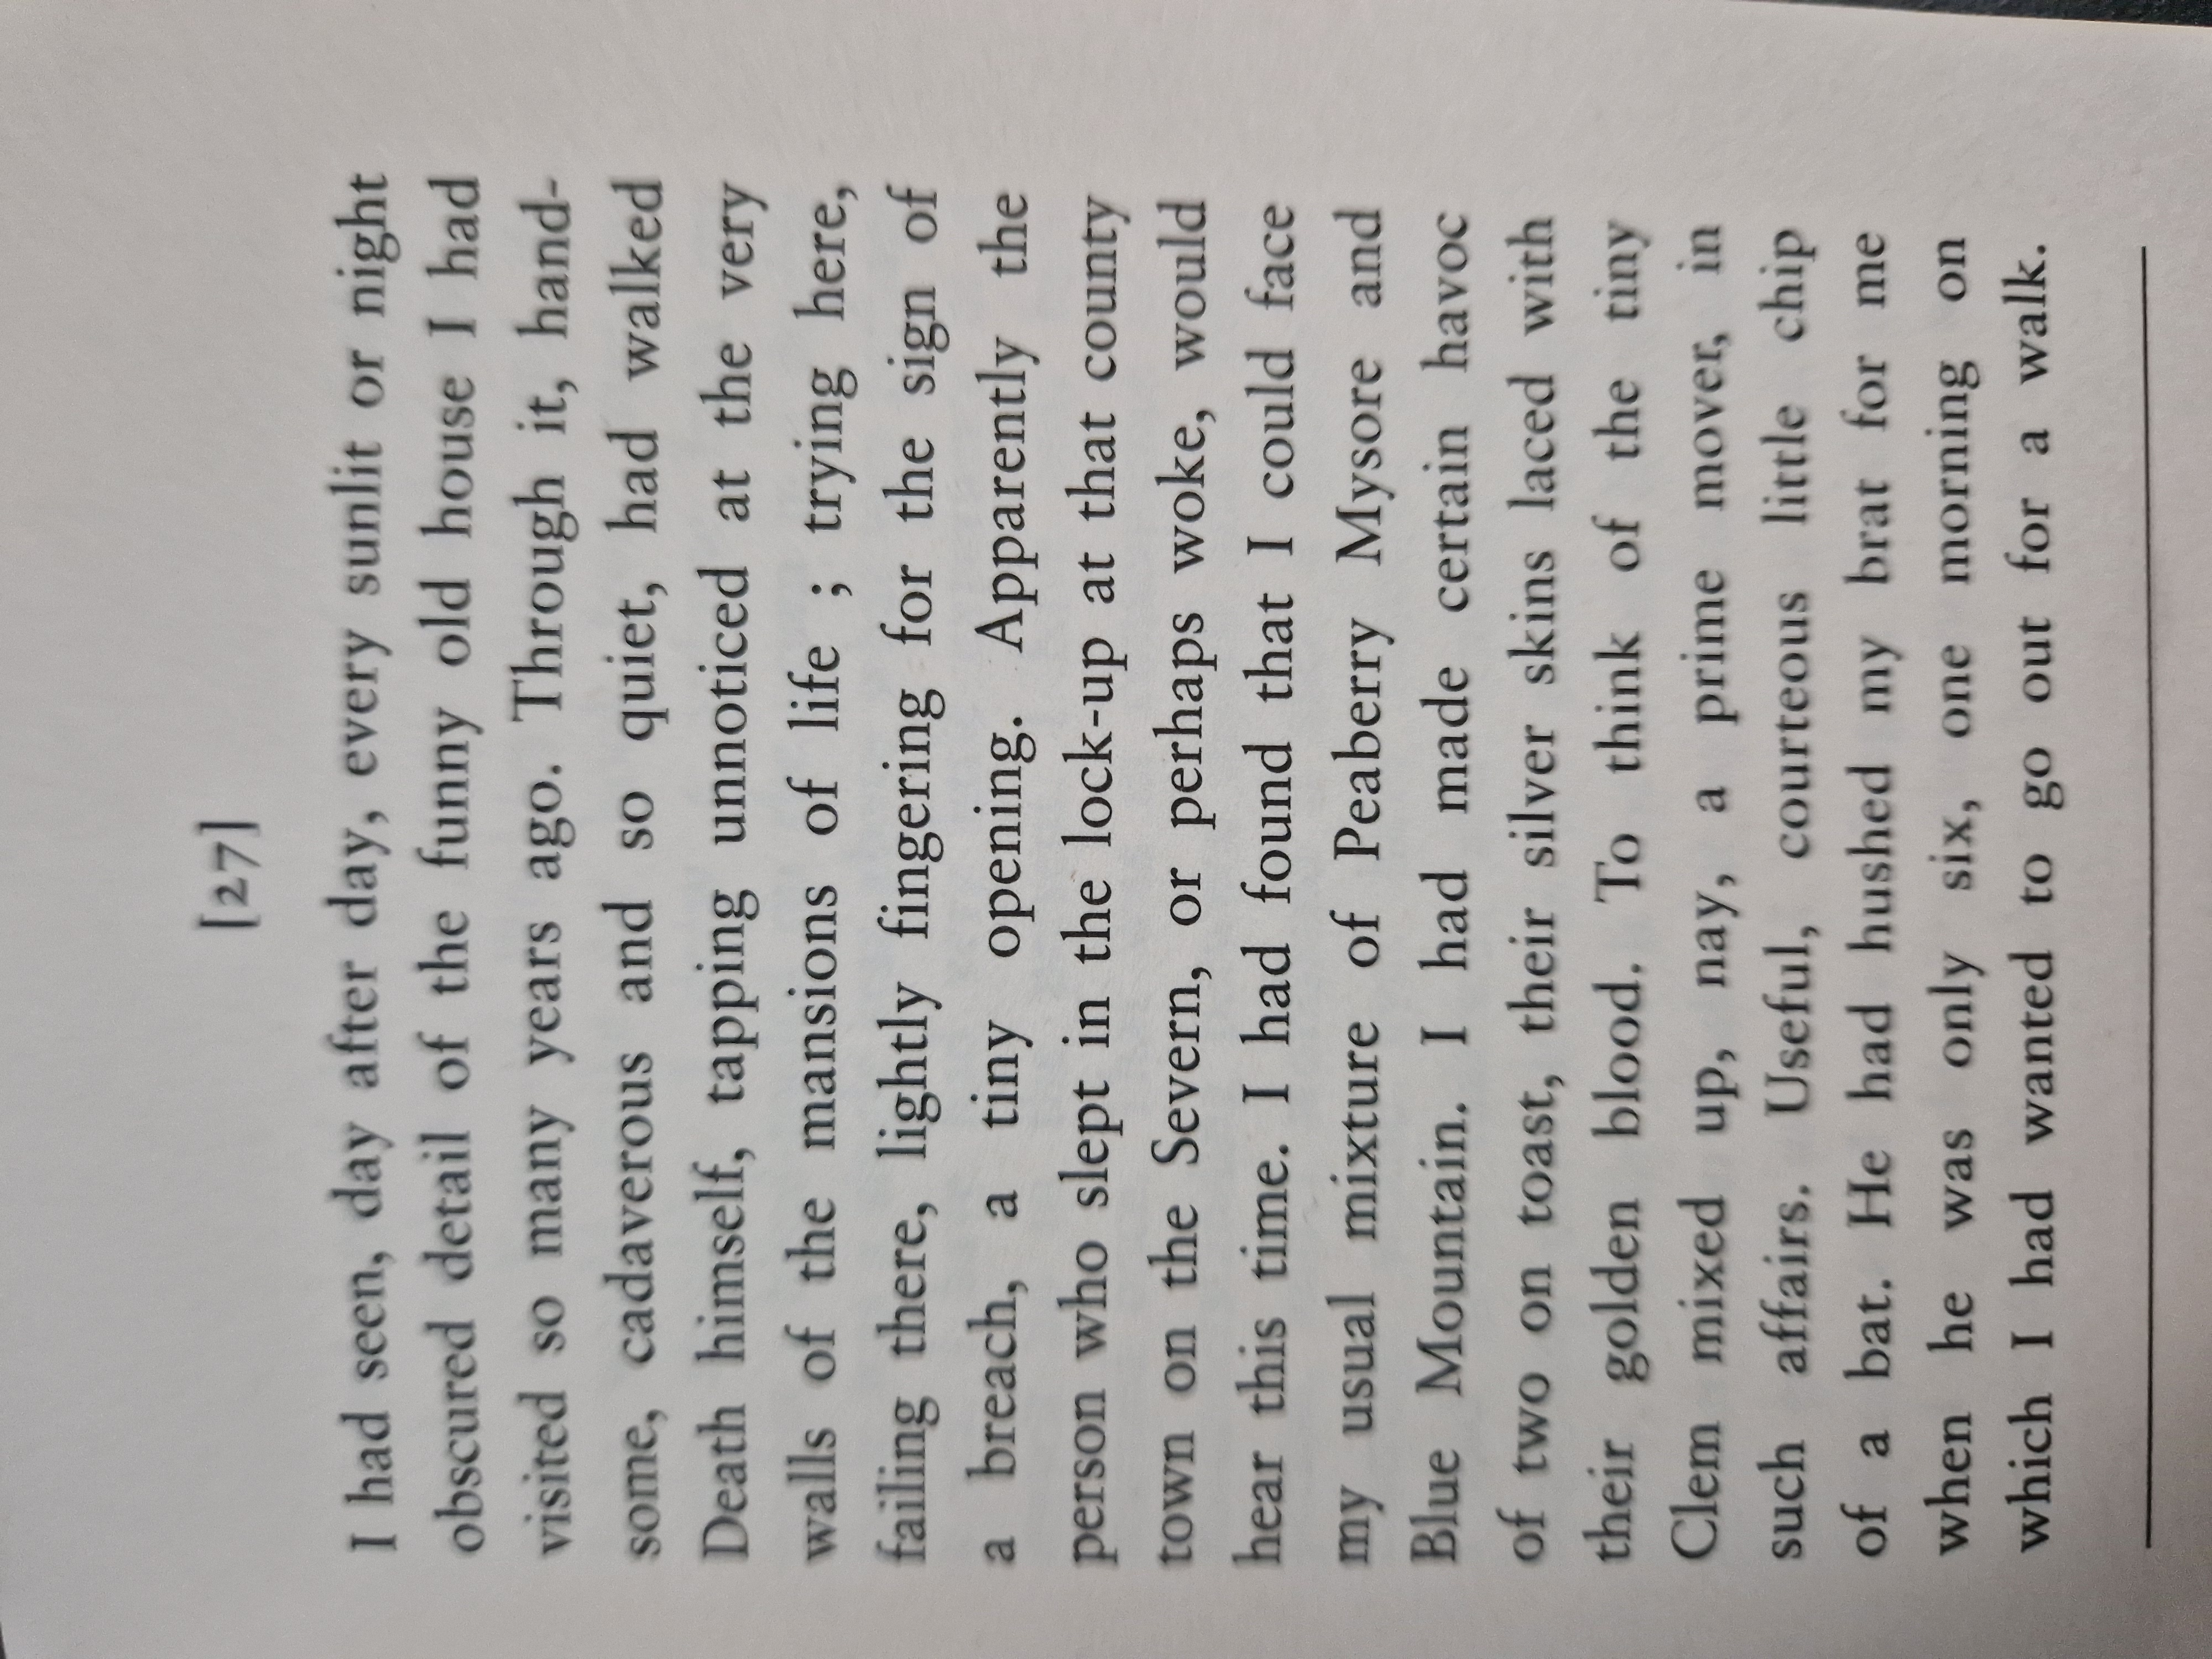 [27]
I had seen, day after day, every sunlit or night
obscured detail of the funny old house I had
visited so many years ago. Through it, hand-
some, cadaverous and so quiet, had walked
Death himself, tapping unnoticed at the very
walls of the mansions of life ; trying here,
failing there, lightly fingering for the sign of
a breach, a tiny opening. Apparently the
person who slept in the lock-up at that county
town on the Severn, or perhaps woke, would
hear this time. I had found that I could face
my usual mixture of Peaberry Mysore and
Blue Mountain. I had made certain havoc
of two on toast, their silver skins laced with
their golden blood. To think of the tiny
Clem mixed up, nay, a prime mover, in
such affairs. Useful, courteous little chip
of a bat. He had hushed my brat for me
when he was only six, one morning on
which I had wanted to go out for a walk.